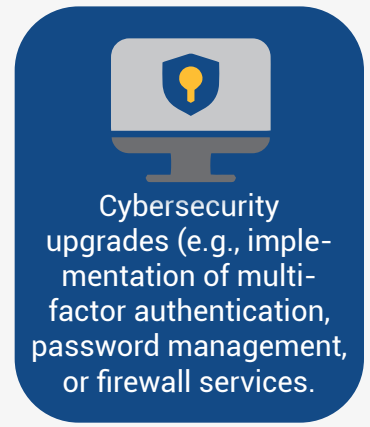 Cybersecurity
upgrades (e.g., imple-
mentation of multi-
factor authentication,
password management,
or firewall services.